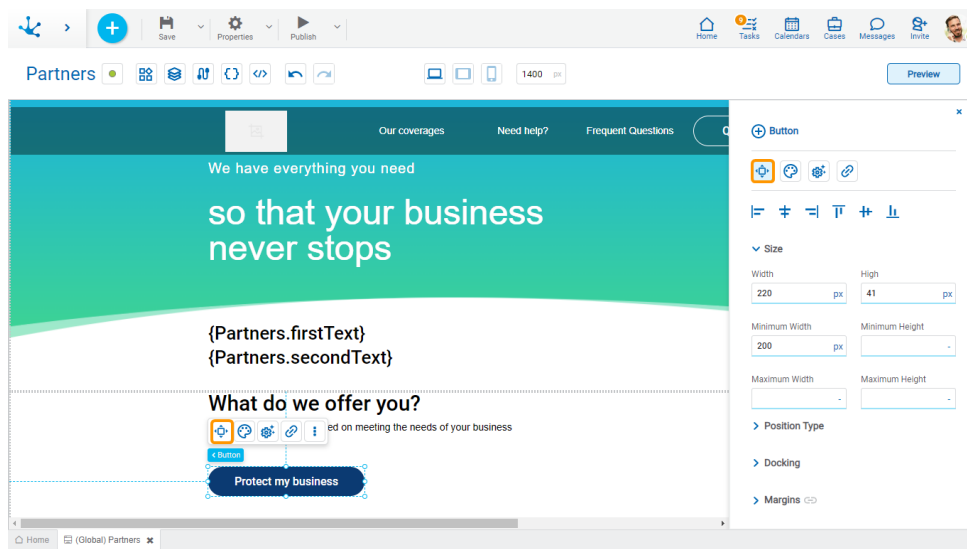 Save
Properties
Publish
Home
9
Tasks
Calendars
Cases
Messages
Invite
Partners
1400 px
Preview
Our coverages
Need help?
Frequent Questions
Q
We have everything you need
so that your business
never stops
{Partners.firstText}
{Partners.secondText}
What do we offer you?
ed on meeting the needs of your business
Button
Protect my business
Button
Size
Width
High
220 px
41 px
Minimum Width
Minimum Height
200 px
-
Maximum Width
Maximum Height
-
-
Position Type
Docking
Margins
Home
(Global) Partners